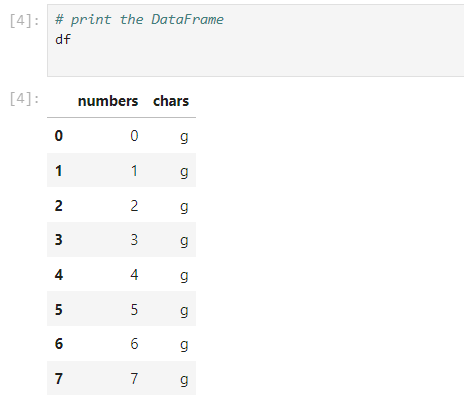 [4]: # print the DataFrame
df
[4]:
numbers chars
0 0 g
1 1 g
2 2 g
3 3 g
4 4 g
5 5 g
6 6 g
7 7 g